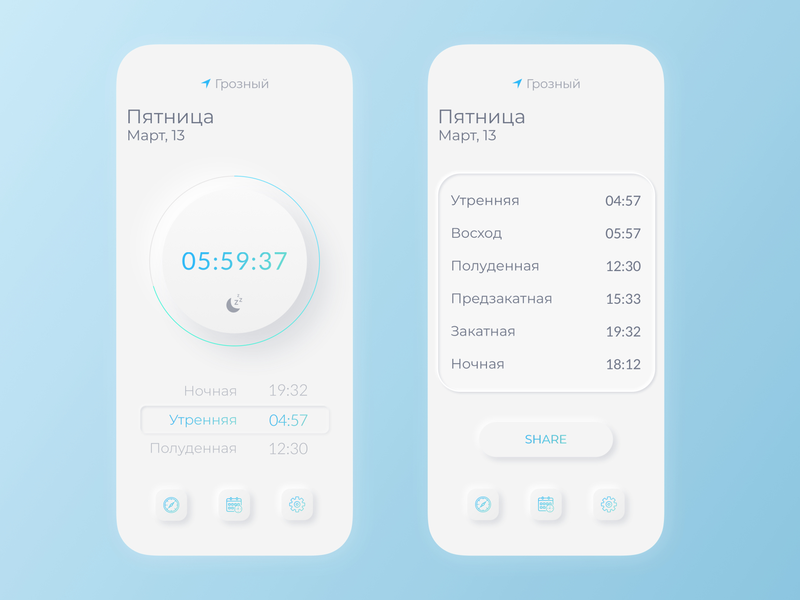 Грозный
Пятница
Март, 13
05:59:37
Ночная 19:32
Утренняя 04:57
Полуденная 12:30
Грозный
Пятница
Март, 13
Утренняя 04:57
Восход 05:57
Полуденная 12:30
Предзакатная 15:33
Закатная 19:32
Ночная 18:12
SHARE